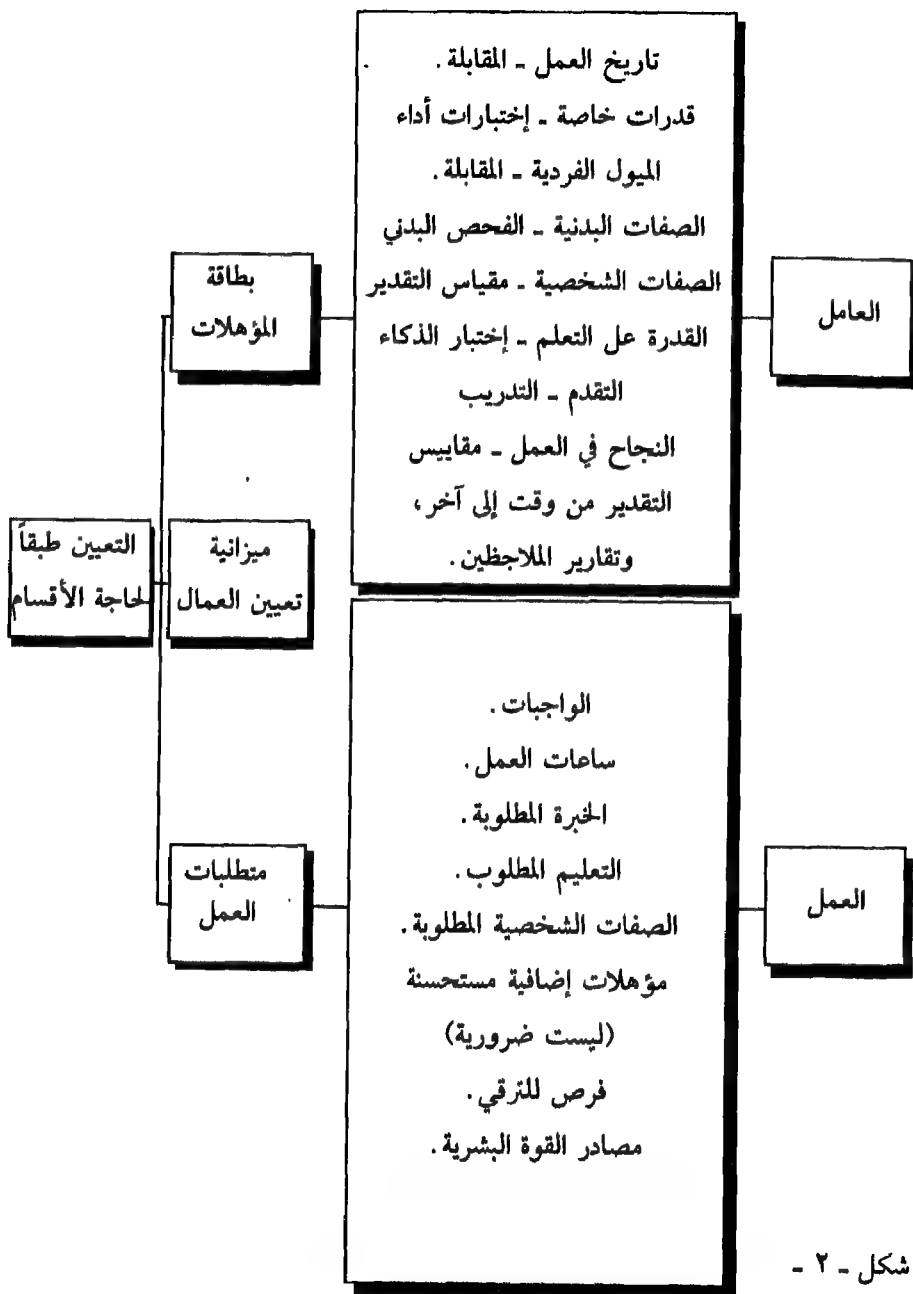 العامل
تاريخ العمل ـ المقابلة .
قدرات خاصة ـ إختبارات أداء
الميول الفردية ـ المقابلة.
الصفات البدنية ـ الفحص البدني
الصفات الشخصية ـ مقياس التقدير
القدرة عل التعلم ـ إختبار الذكاء
التقدم ـ التدريب
النجاح في العمل ـ مقاييس
التقدير من وقت إلى آخر،
وتقارير الملاجظين.
بطاقة
المؤهلات
ميزانية
تعيين العمال
التعيين طبقاً
لحاجة الأقسام
العمل
الواجبات.
ساعات العمل.
الخبرة المطلوبة.
التعليم المطلوب.
الصفات الشخصية المطلوبة.
مؤهلات إضافية مستحسنة
(ليست ضرورية)
فرص للترقي.
مصادر القوة البشرية.
متطلبات
العمل
شكل ـ ٢ ـ